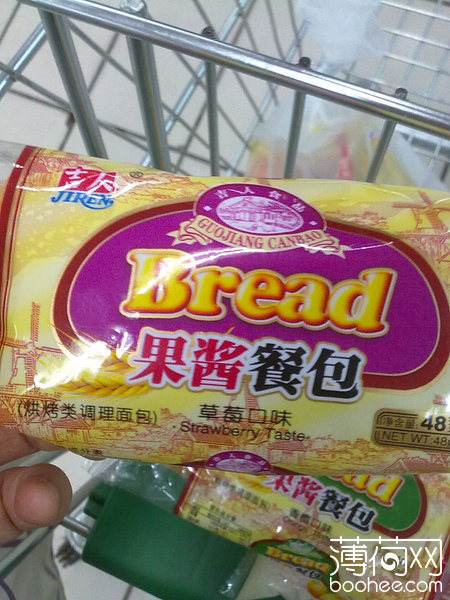 吉人
JIREN
®
吉人食品
GUOJIANG CANBAO
Bread
果酱餐包
(烘烤类调理面包)
草莓口味
Strawberry Taste
净含量: 48
NET WT: 48
果酱餐包
Bread
薄荷网
boohee.com